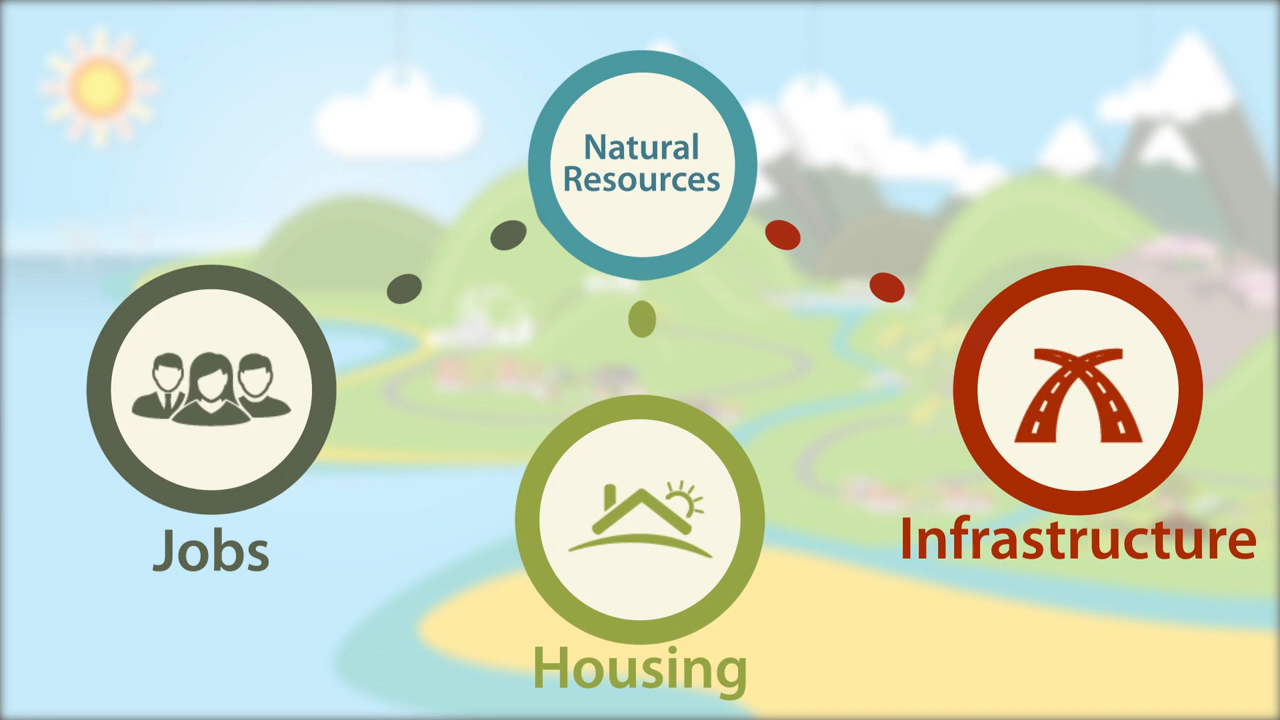 Natural
Resources
Jobs
Infrastructure
Housing